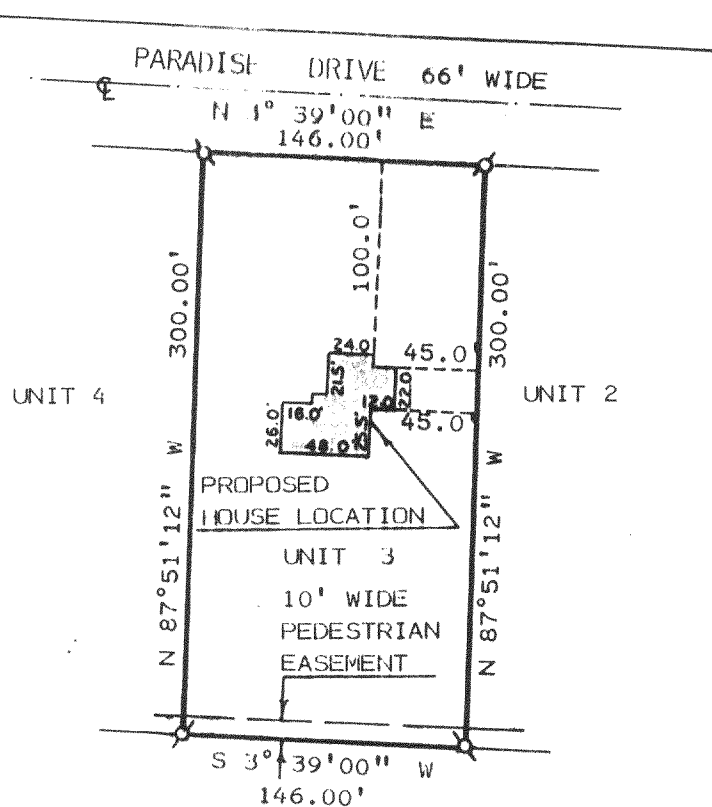 PARADISE DRIVE 66' WIDE
℄
N 3° 39'00" E
146.00'
100.0'
300.00'
300.00'
24.0
45.0
21.5'
22.0
12.0
16.0'
45.0
26.0'
25.5'
48.0'
UNIT 4
UNIT 2
PROPOSED
HOUSE LOCATION
UNIT 3
10' WIDE
PEDESTRIAN
EASEMENT
N 87°51'12" W
N 87°51'12" W
S 3° 39'00" W
146.00'